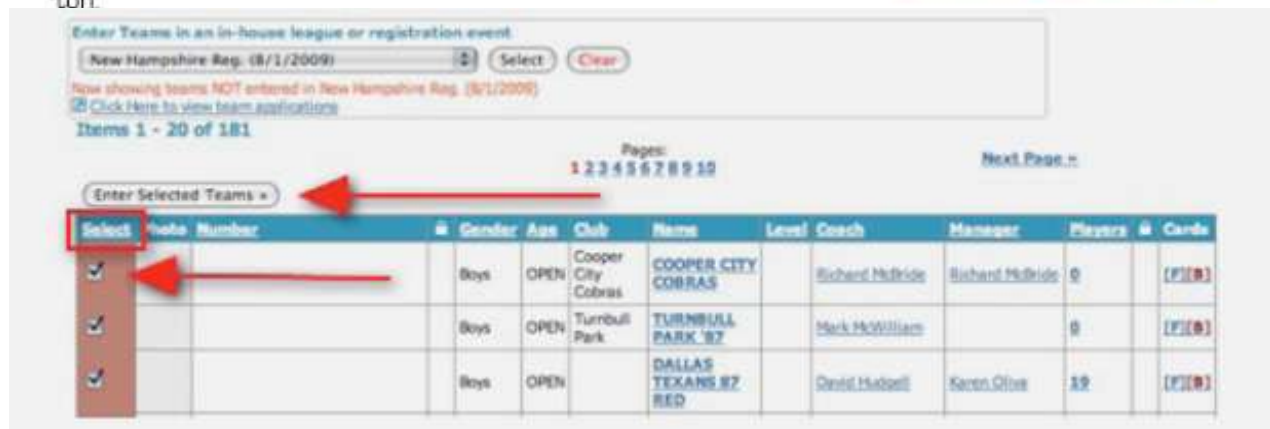 ton.
Enter Teams in an in-house league or registration event
New Hampshire Reg. (8/1/2009) Select Clear
Now showing teams NOT entered in New Hampshire Reg. (8/1/2009)
Click Here to view team applications
Items 1 - 20 of 181
Pages:
1 2 3 4 5 6 7 8 9 10 Next Page »
Enter Selected Teams »
Select Photo Number Gender Age Club Name Level Coach Manager Players Cards
Boys OPEN Cooper City Cobras COOPER CITY COBRAS Richard McBride Richard McBride 0 [F][B]
Boys OPEN Turnbull Park TURNBULL PARK '87 Mark McWilliam 0 [F][B]
Boys OPEN DALLAS TEXANS 87 RED David Hudgell Karen Oliva 19 [F][B]